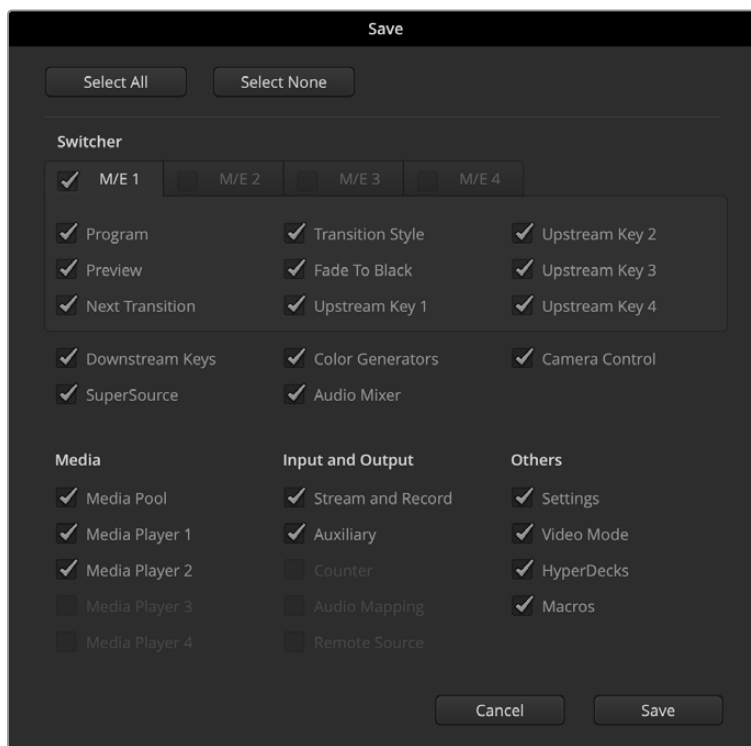 Save
Select All Select None
Switcher
M/E 1 M/E 2 M/E 3 M/E 4
Program Transition Style Upstream Key 2
Preview Fade To Black Upstream Key 3
Next Transition Upstream Key 1 Upstream Key 4
Downstream Keys Color Generators Camera Control
SuperSource Audio Mixer
Media Input and Output Others
Media Pool Stream and Record Settings
Media Player 1 Auxiliary Video Mode
Media Player 2 Counter HyperDecks
Media Player 3 Audio Mapping Macros
Media Player 4 Remote Source
Cancel Save